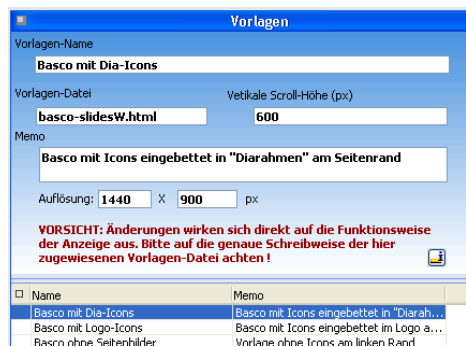 Vorlagen
Vorlagen-Name
Basco mit Dia-Icons
Vorlagen-Datei
Vetikale Scroll-Höhe (px)
basco-slidesW.html
600
Memo
Basco mit Icons eingebettet in "Diarahmen" am Seitenrand
Auflösung: 1440 X 900 px
VORSICHT: Änderungen wirken sich direkt auf die Funktionsweise
der Anzeige aus. Bitte auf die genaue Schreibweise der hier
zugewiesenen Vorlagen-Datei achten !
Name Memo
Basco mit Dia-Icons Basco mit Icons eingebettet in "Diarah...
Basco mit Logo-Icons Basco mit Icons eingebettet im Logo a...
Basco ohne Seitenbilder Vorlage ohne Icons am linken Rand